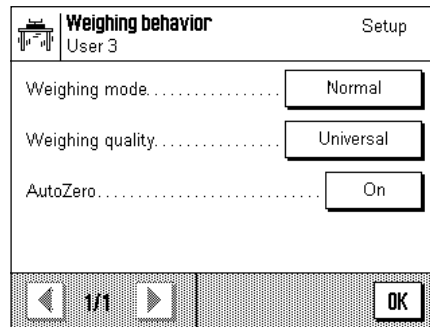 Weighing behavior Setup
User 3
Weighing mode................ Normal
Weighing quality............... Universal
AutoZero............................ On
1/1 OK